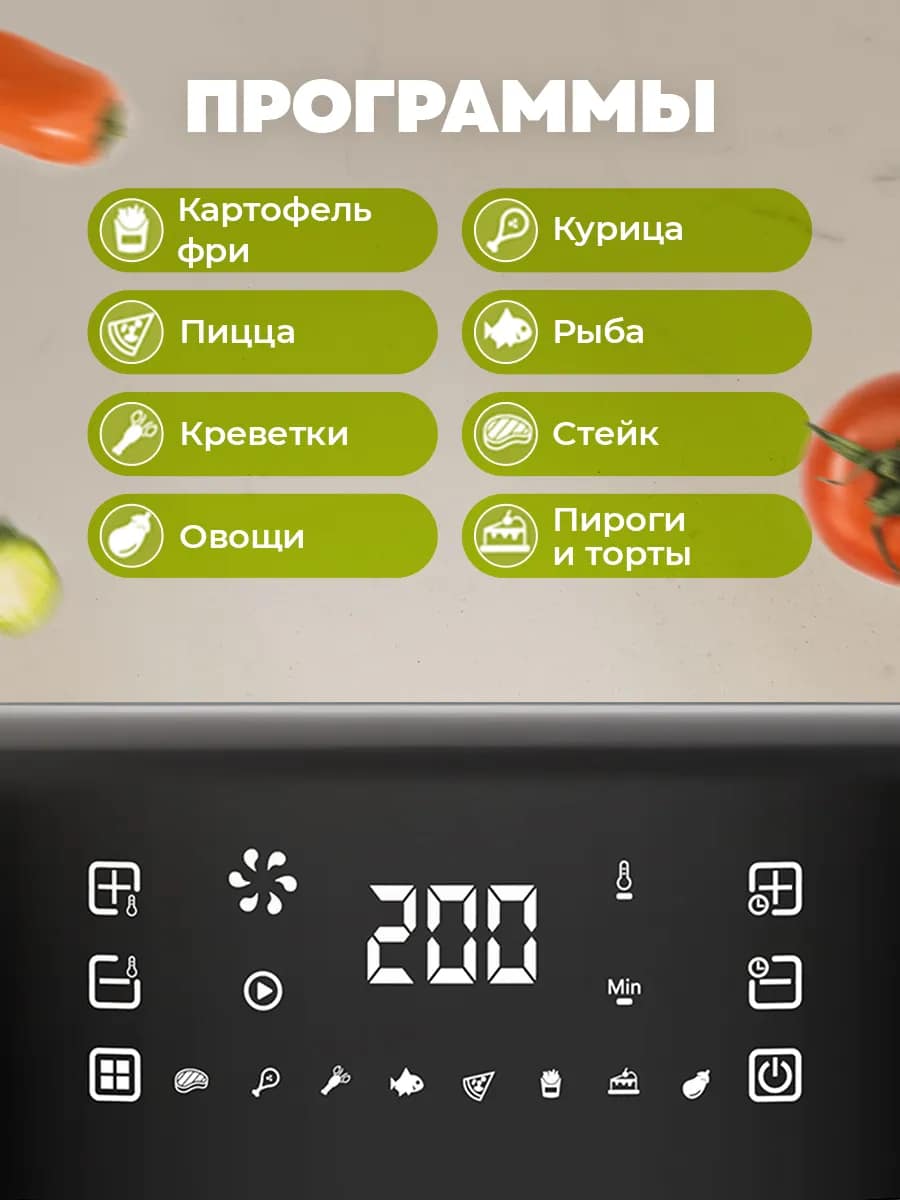 ПРОГРАММЫ
Картофель
фри
Курица
Пицца
Рыба
Креветки
Стейк
Овощи
Пироги
и торты
200
Min